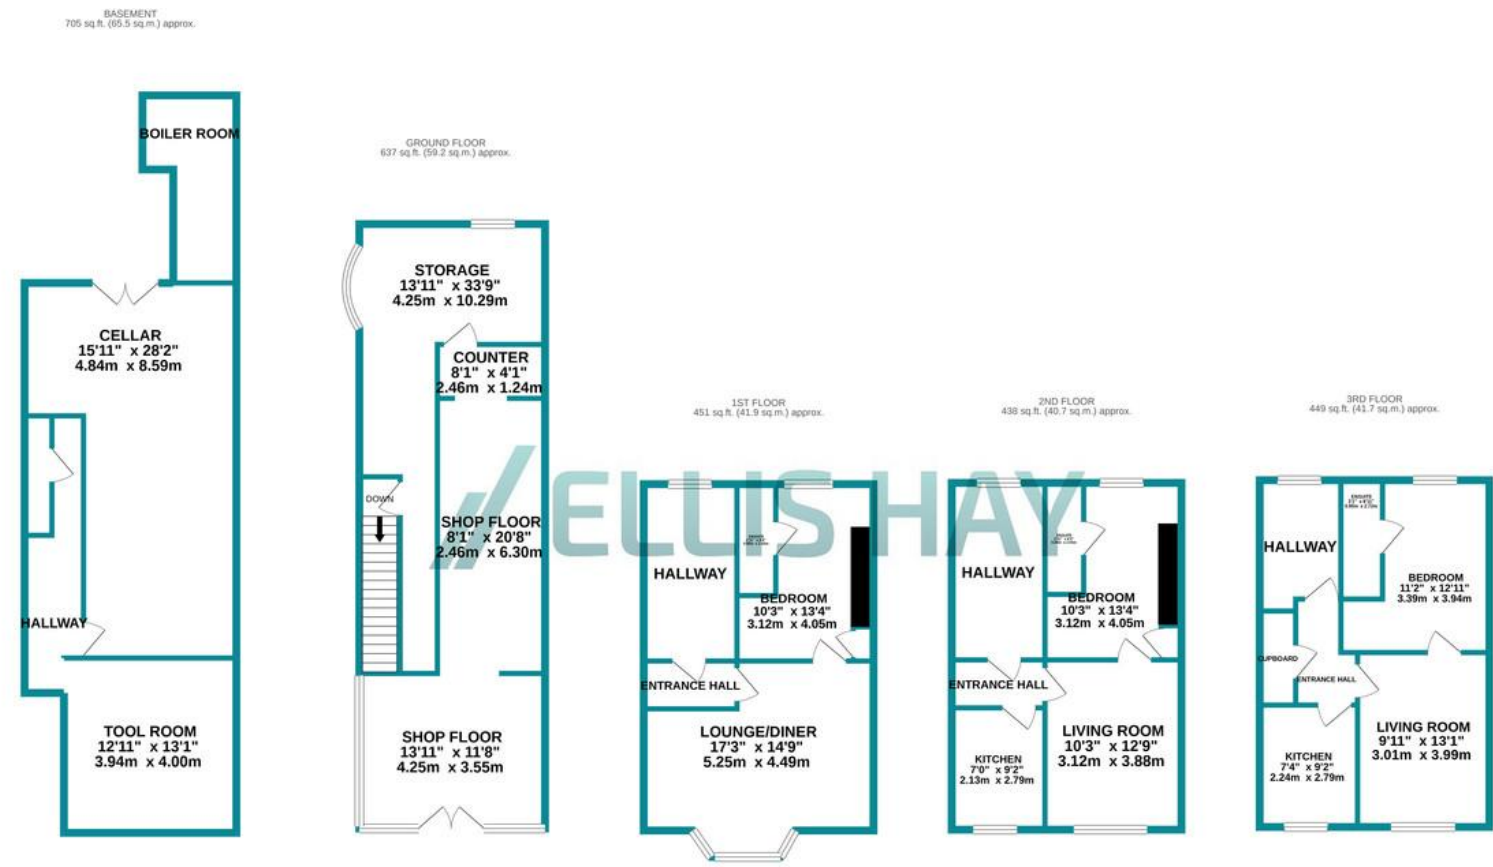 BASEMENT
705 sq.ft. (65.5 sq.m.) approx.
BOILER ROOM
CELLAR
15'11" x 28'2"
4.84m x 8.59m
HALLWAY
TOOL ROOM
12'11" x 13'1"
3.94m x 4.00m
GROUND FLOOR
637 sq.ft. (59.2 sq.m.) approx.
STORAGE
13'11" x 33'9"
4.25m x 10.29m
COUNTER
8'1" x 4'1"
2.46m x 1.24m
DOWN
SHOP FLOOR
8'1" x 20'8"
2.46m x 6.30m
SHOP FLOOR
13'11" x 11'8"
4.25m x 3.55m
ELLIS HAY
1ST FLOOR
451 sq.ft. (41.9 sq.m.) approx.
HALLWAY
BEDROOM
10'3" x 13'4"
3.12m x 4.05m
ENTRANCE HALL
LOUNGE/DINER
17'3" x 14'9"
5.25m x 4.49m
2ND FLOOR
438 sq.ft. (40.7 sq.m.) approx.
HALLWAY
BEDROOM
10'3" x 13'4"
3.12m x 4.05m
ENTRANCE HALL
LIVING ROOM
10'3" x 12'9"
3.12m x 3.88m
KITCHEN
7'0" x 9'2"
2.13m x 2.79m
3RD FLOOR
449 sq.ft. (41.7 sq.m.) approx.
ENSUITE
HALLWAY
BEDROOM
11'2" x 12'11"
3.39m x 3.94m
CUPBOARD
ENTRANCE HALL
LIVING ROOM
9'11" x 13'1"
3.01m x 3.99m
KITCHEN
7'4" x 9'2"
2.24m x 2.79m